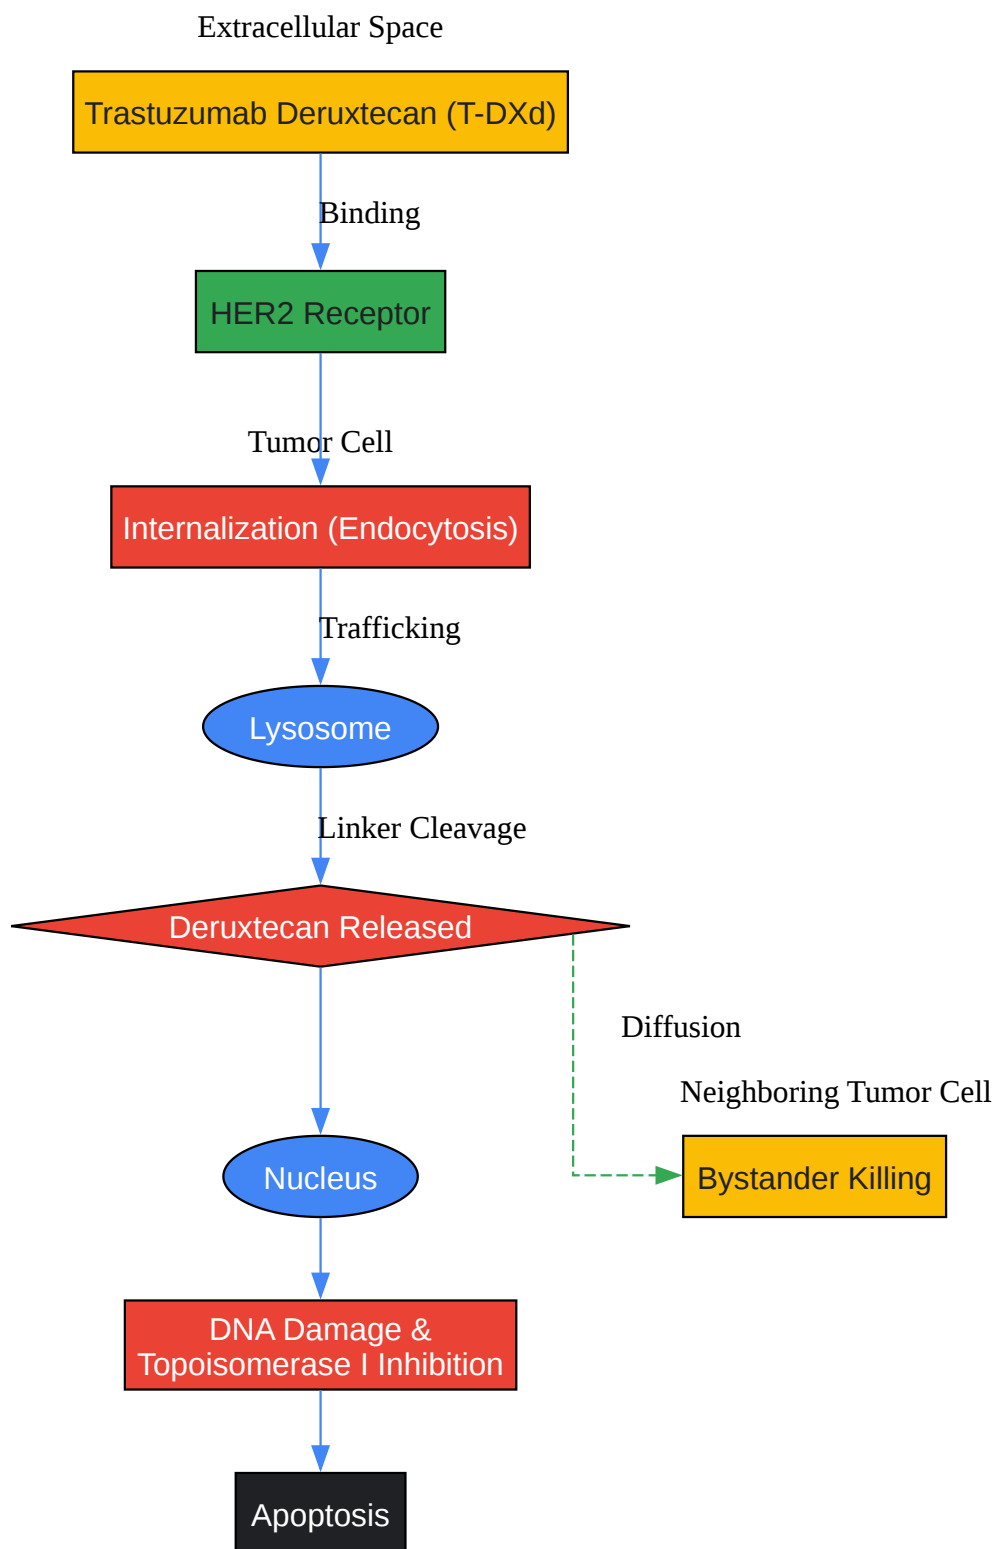 Extracellular Space
Trastuzumab Deruxtecan (T-DXd)
Binding
HER2 Receptor
Tumor Cell
Internalization (Endocytosis)
Trafficking
Lysosome
Linker Cleavage
Deruxtecan Released
Diffusion
Neighboring Tumor Cell
Nucleus
Bystander Killing
DNA Damage &
Topoisomerase I Inhibition
Apoptosis